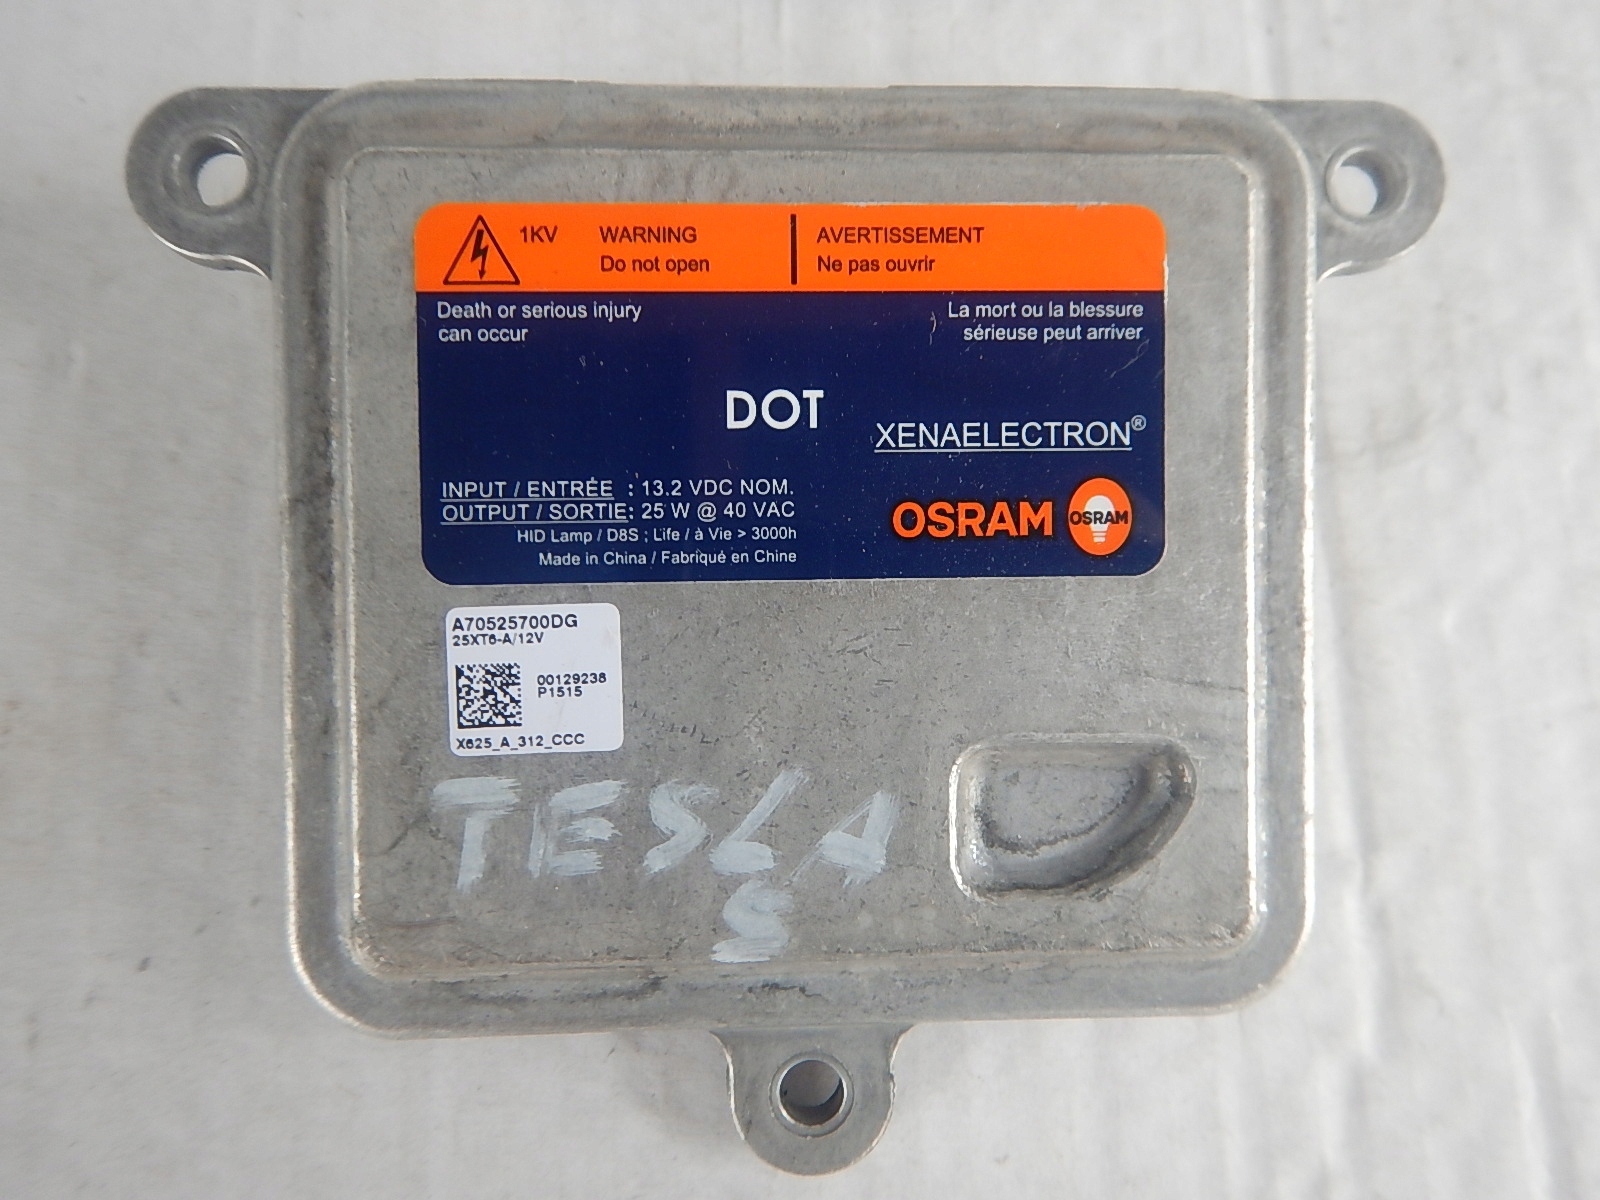 1KV WARNING AVERTISSEMENT
Do not open Ne pas ouvrir
Death or serious injury
can occur
La mort ou la blessure
sérieuse peut arriver
DOT
XENAELECTRON®
INPUT / ENTRÉE : 13.2 VDC NOM.
OUTPUT / SORTIE: 25 W @ 40 VAC
HID Lamp / D8S ; Life / à Vie > 3000h
Made in China / Fabriqué en Chine
OSRAM OSRAM
A70525700DG
25XT6-A/12V
00129238
P1515
X625_A_312_CCC
TESLA
S